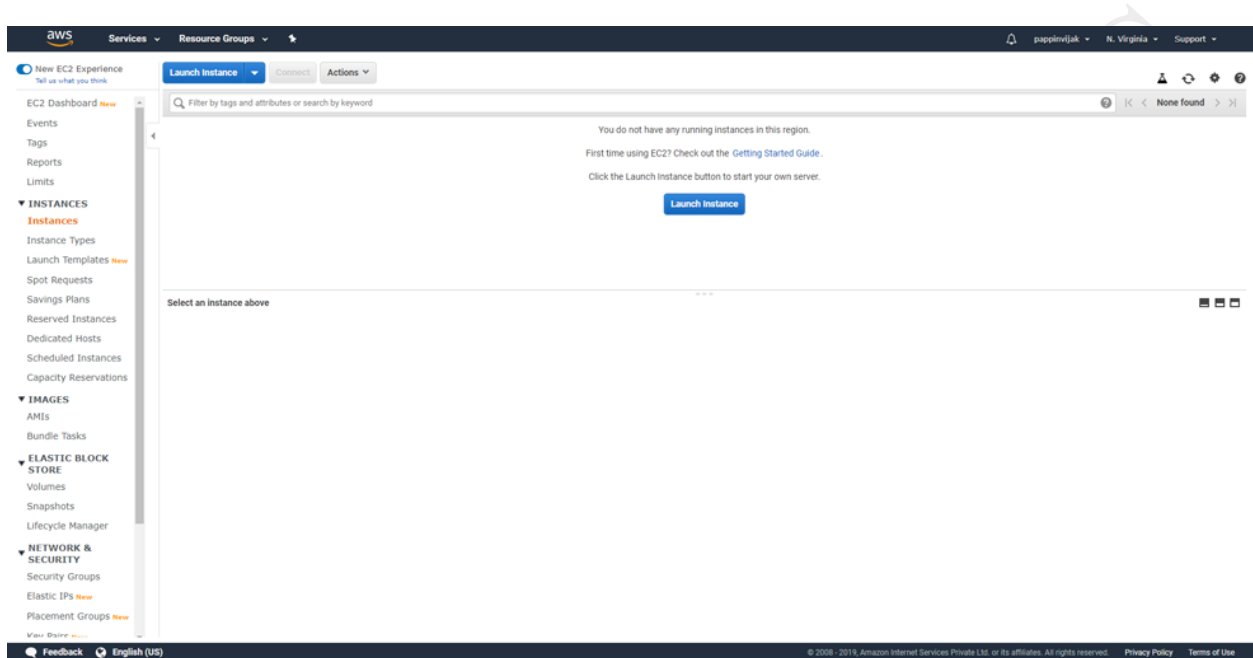 aws Services Resource Groups pappinvijak N. Virginia Support
New EC2 Experience
Tell us what you think
Launch Instance Connect Actions
EC2 Dashboard New
Filter by tags and attributes or search by keyword None found
Events
You do not have any running instances in this region.
Tags
First time using EC2? Check out the Getting Started Guide.
Reports
Click the Launch Instance button to start your own server.
Limits
INSTANCES
Launch Instance
Instances
Instance Types
Launch Templates New
Spot Requests
Savings Plans
Select an instance above
Reserved Instances
Dedicated Hosts
Scheduled Instances
Capacity Reservations
IMAGES
AMIs
Bundle Tasks
ELASTIC BLOCK
STORE
Volumes
Snapshots
Lifecycle Manager
NETWORK &
SECURITY
Security Groups
Elastic IPs New
Placement Groups New
Key Pairs New
Feedback English (US) © 2008 - 2019, Amazon Internet Services Private Ltd. or its affiliates. All rights reserved. Privacy Policy Terms of Use